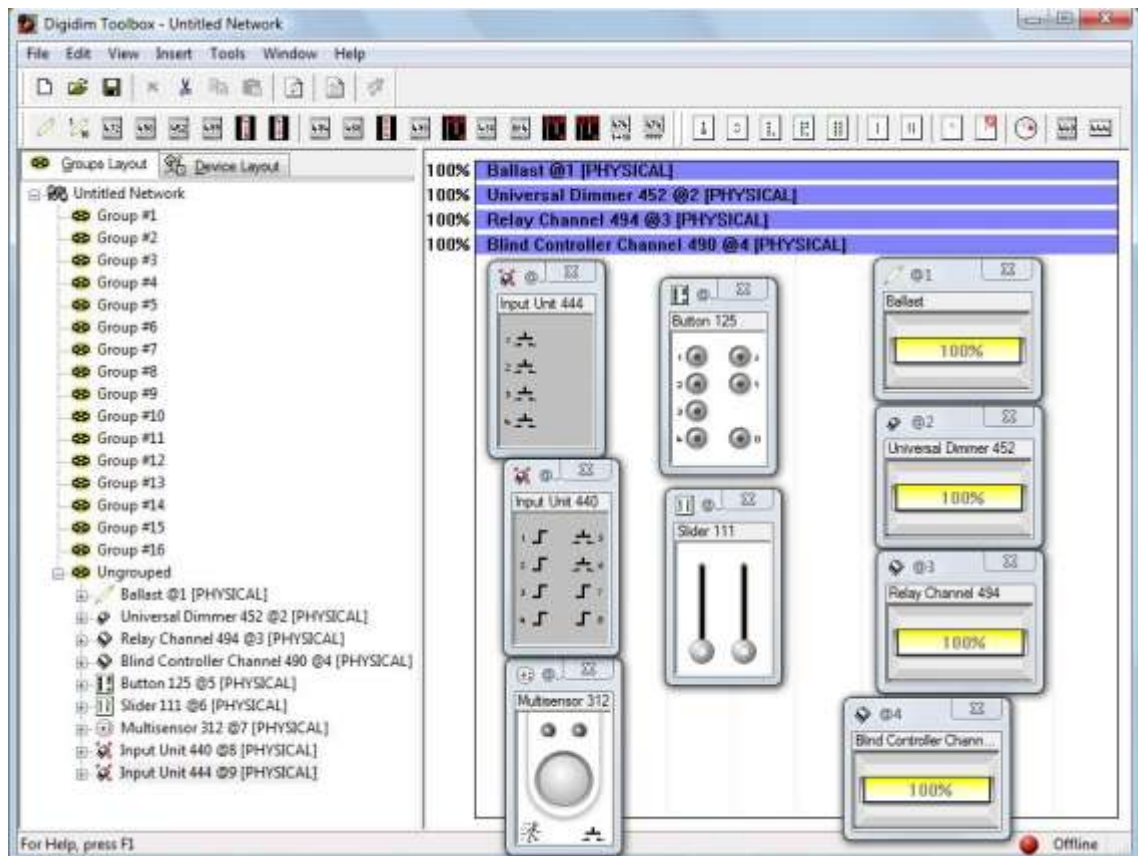 Digidim Toolbox - Untitled Network
File Edit View Insert Tools Window Help
Groups Layout Device Layout
Untitled Network
Group #1
Group #2
Group #3
Group #4
Group #5
Group #6
Group #7
Group #8
Group #9
Group #10
Group #11
Group #12
Group #13
Group #14
Group #15
Group #16
Ungrouped
Ballast @1 [PHYSICAL]
Universal Dimmer 452 @2 [PHYSICAL]
Relay Channel 494 @3 [PHYSICAL]
Blind Controller Channel 490 @4 [PHYSICAL]
Button 125 @5 [PHYSICAL]
Slider 111 @6 [PHYSICAL]
Multisensor 312 @7 [PHYSICAL]
Input Unit 440 @8 [PHYSICAL]
Input Unit 444 @9 [PHYSICAL]
100% Ballast @1 [PHYSICAL]
100% Universal Dimmer 452 @2 [PHYSICAL]
100% Relay Channel 494 @3 [PHYSICAL]
100% Blind Controller Channel 490 @4 [PHYSICAL]
@...
Input Unit 444
@...
Input Unit 440
@...
Multisensor 312
@...
Button 125
@...
Slider 111
@1
Ballast
100%
@2
Universal Dimmer 452
100%
@3
Relay Channel 494
100%
@4
Blind Controller Chann...
100%
For Help, press F1
Offline